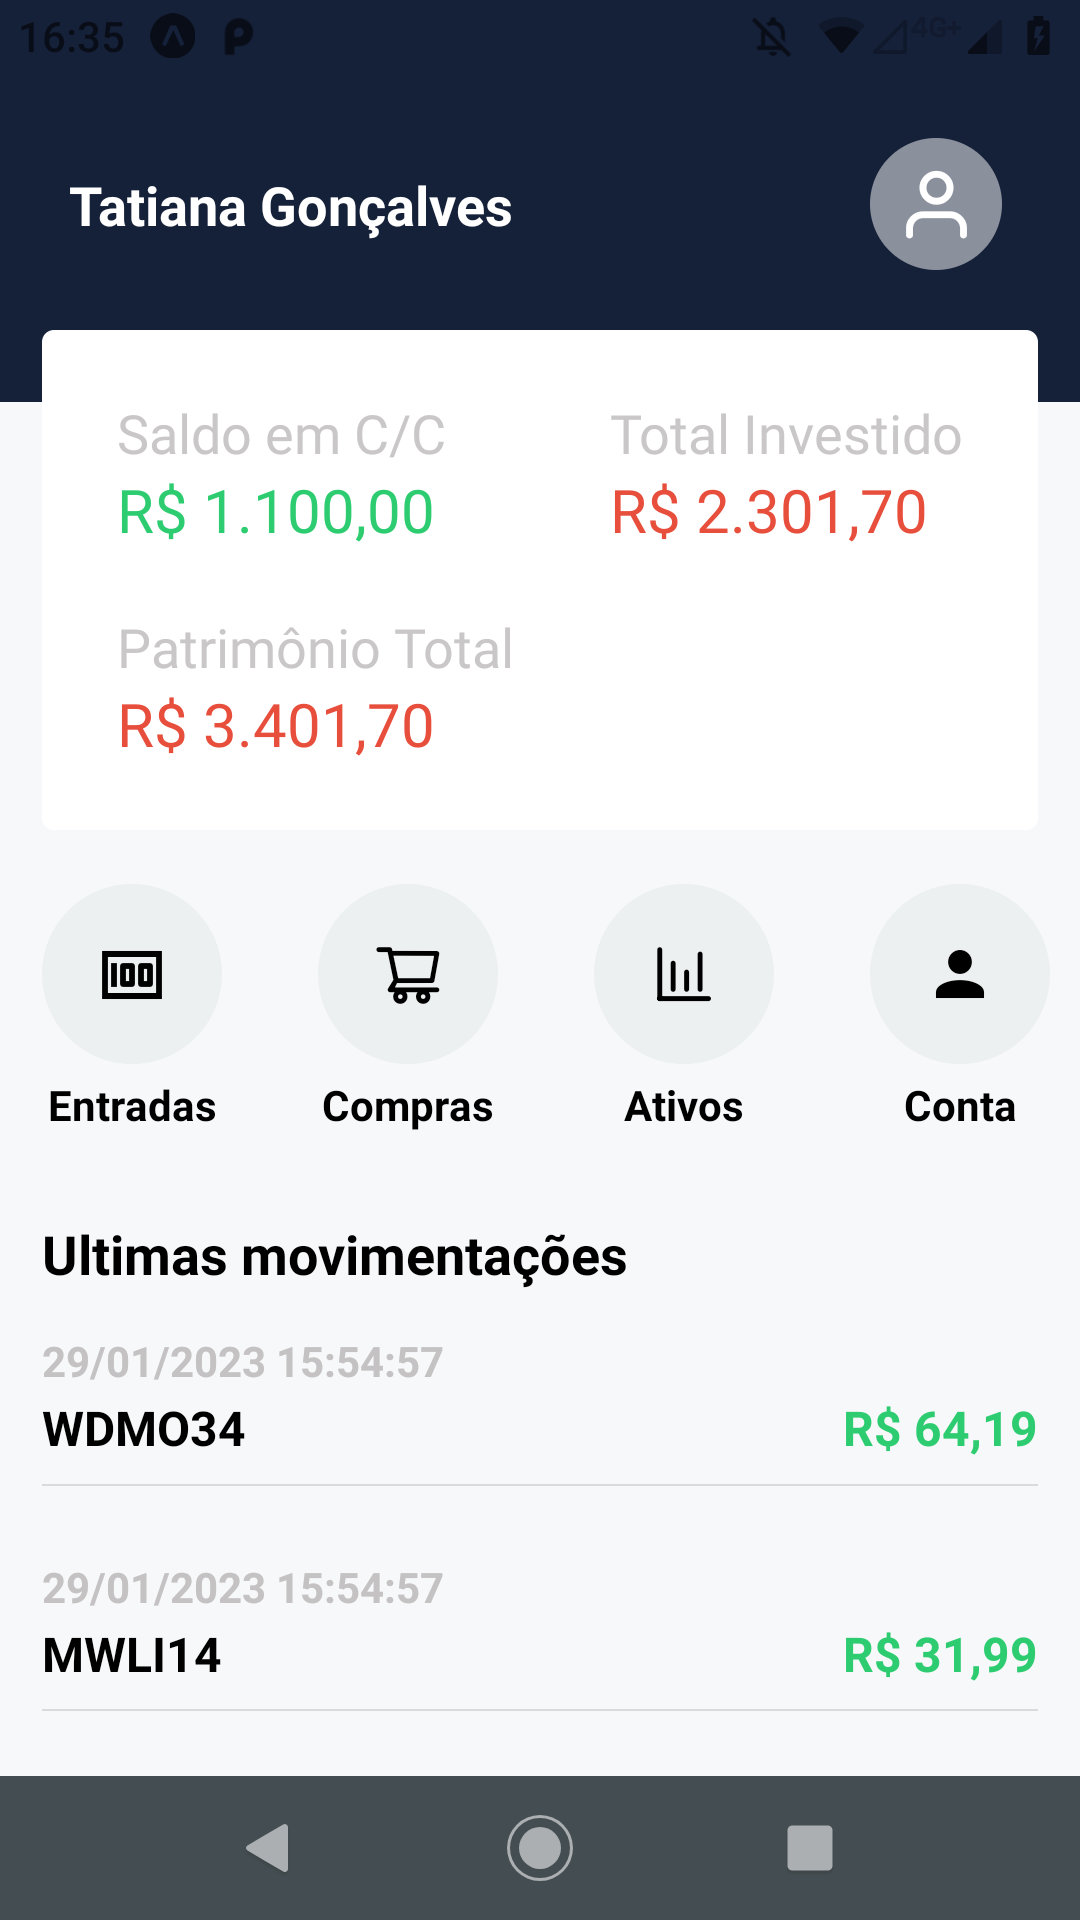 16:35 4G+
Tatiana Gonçalves
Saldo em C/C Total Investido
R$ 1.100,00 R$ 2.301,70
Patrimônio Total
R$ 3.401,70
100
Entradas Compras Ativos Conta
Ultimas movimentações
29/01/2023 15:54:57
WDMO34 R$ 64,19
29/01/2023 15:54:57
MWLI14 R$ 31,99